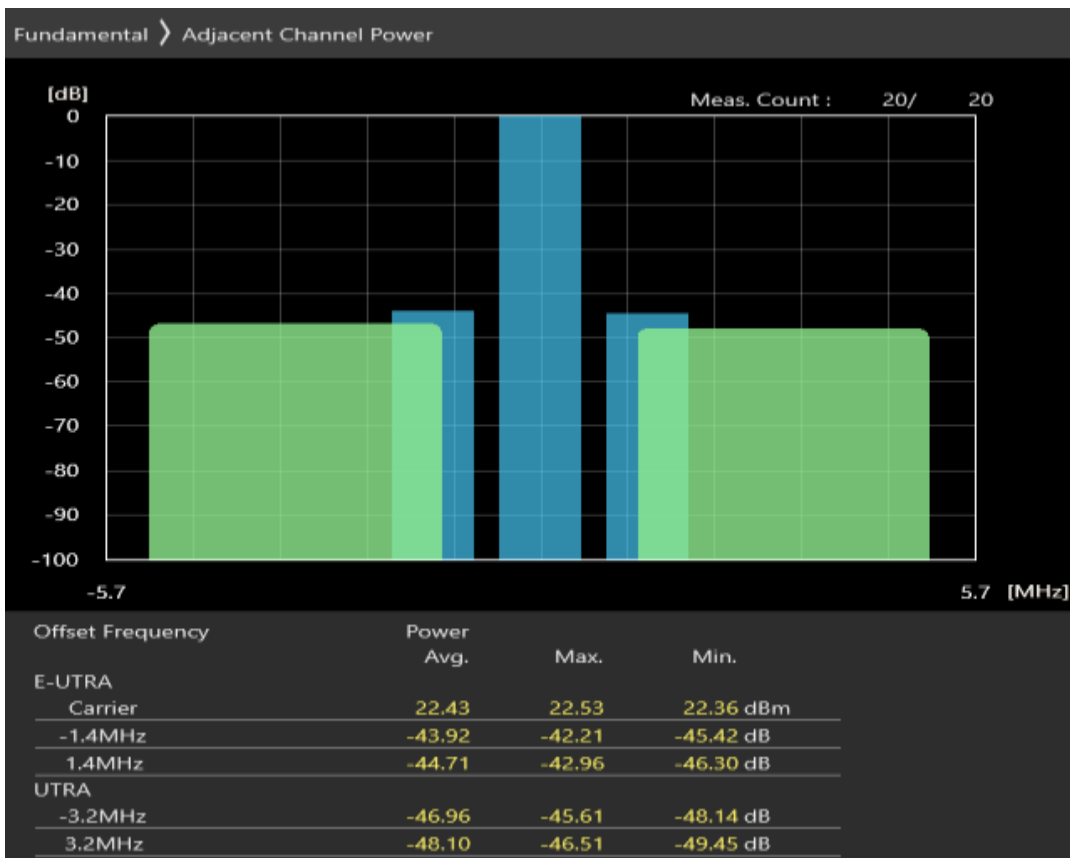 Fundamental 〉 Adjacent Channel Power
[dB]
Meas. Count : 20/ 20
0
-10
-20
-30
-40
-50
-60
-70
-80
-90
-100
-5.7 5.7 [MHz]
Offset Frequency Power
Avg. Max. Min.
E-UTRA
Carrier 22.43 22.53 22.36 dBm
-1.4MHz -43.92 -42.21 -45.42 dB
1.4MHz -44.71 -42.96 -46.30 dB
UTRA
-3.2MHz -46.96 -45.61 -48.14 dB
3.2MHz -48.10 -46.51 -49.45 dB